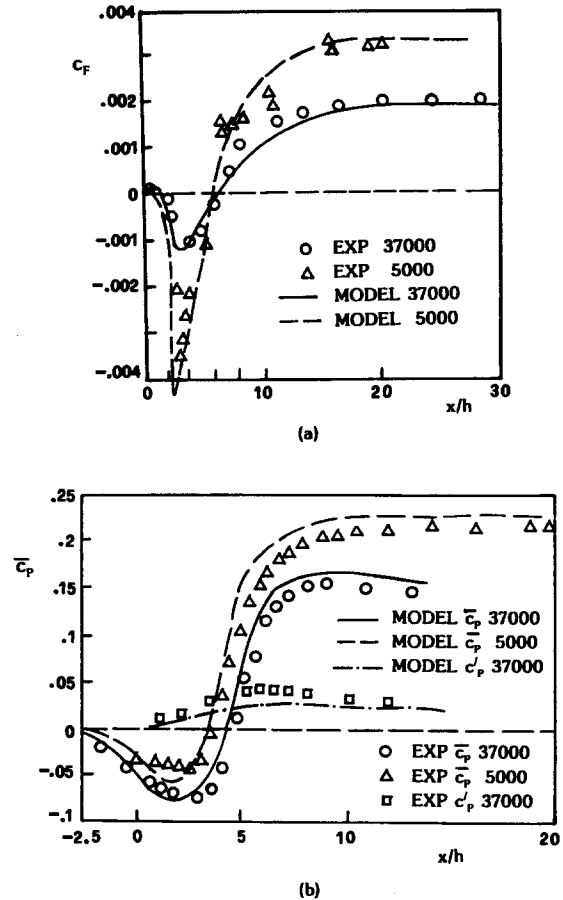 .004
c_F
.002
.001
0
-.001
-.002
-.004
○ EXP 37000
△ EXP 5000
MODEL 37000
MODEL 5000
0 10 20 30
x/h
(a)
.25
.2
c̄_P
.15
.1
.05
0
-.05
-.1
MODEL c̄_P 37000
MODEL c̄_P 5000
MODEL c'_P 37000
○ EXP c̄_P 37000
△ EXP c̄_P 5000
□ EXP c'_P 37000
-2.5 0 5 10 20
x/h
(b)